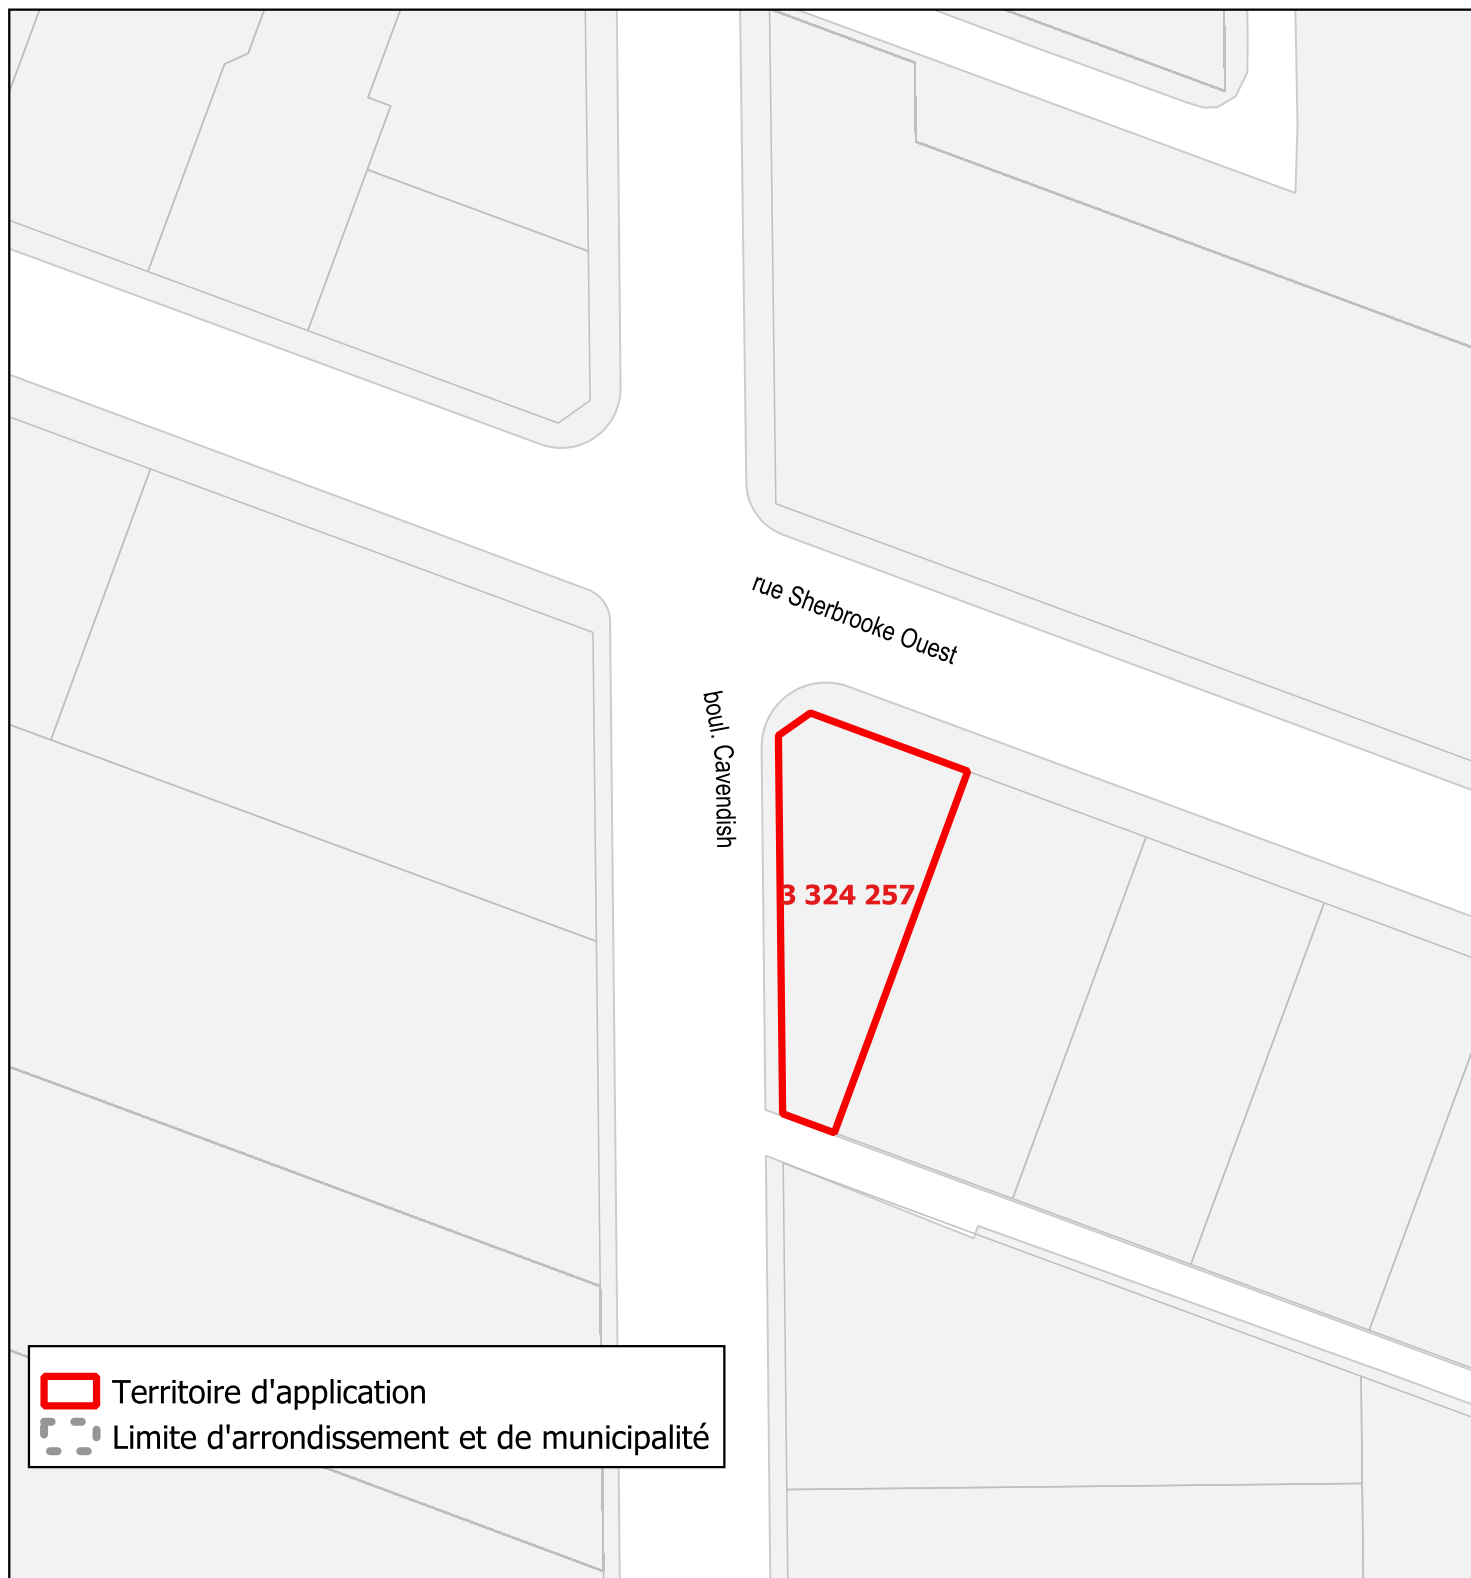 rue Sherbrooke Ouest
boul. Cavendish
3 324 257
Territoire d'application
Limite d'arrondissement et de municipalité